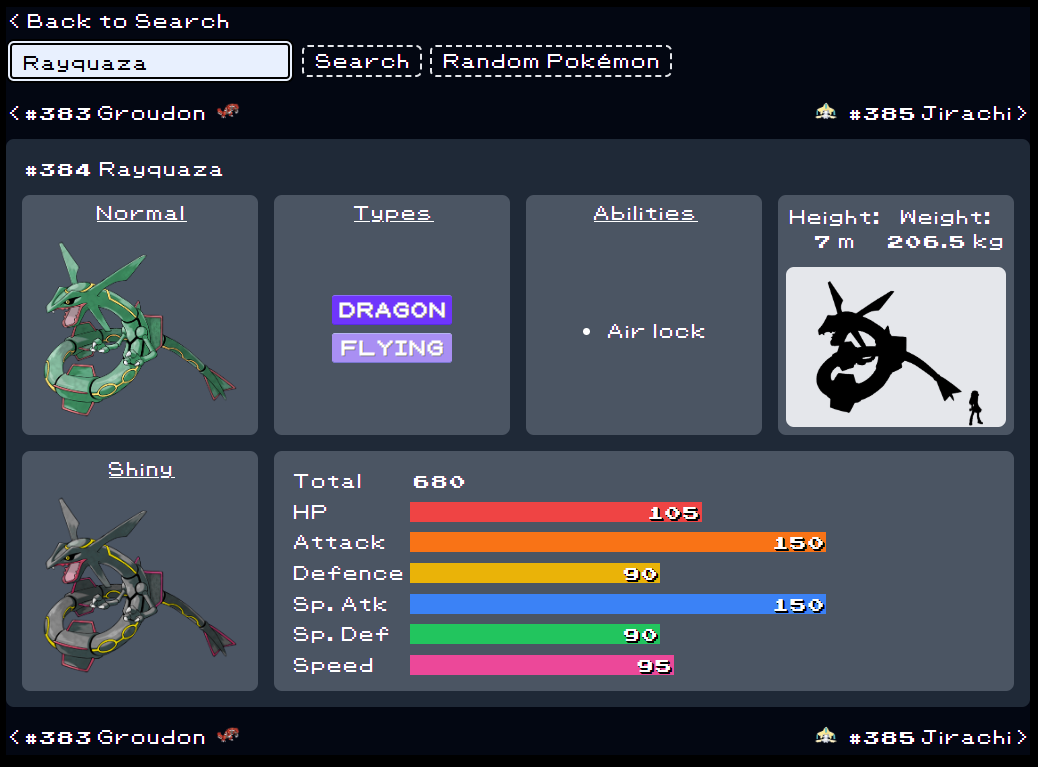 < Back to Search
Rayquaza Search Random Pokémon
< #383 Groudon #385 Jirachi >
#384 Rayquaza
Normal
Types
DRAGON
FLYING
Abilities
• Air lock
Height: Weight:
7 m 206.5 kg
Shiny
Total 680
HP 105
Attack 150
Defence 90
Sp. Atk 150
Sp. Def 90
Speed 95
< #383 Groudon #385 Jirachi >